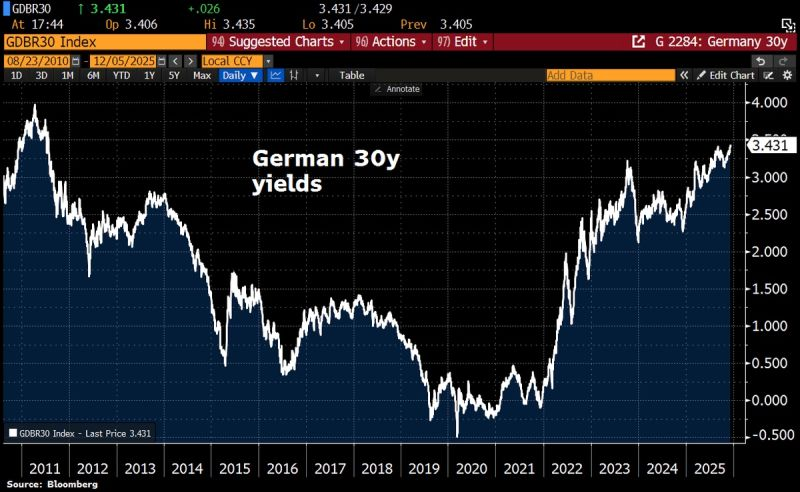 GDBR30 ↑ 3.431 +.026 3.431/3.429
At 17:44 Op 3.406 Hi 3.435 Lo 3.405 Prev 3.405
GDBR30 Index 94) Suggested Charts 96) Actions 97) Edit G 2284: Germany 30y
08/23/2010 - 12/05/2025 Local CCY
1D 3D 1M 6M YTD 1Y 5Y Max Daily ▼ Table Add Data « Edit Chart
Annotate
German 30y
yields
4.000
3.431
3.000
2.500
2.000
1.500
1.000
0.500
0.000
-0.500
GDBR30 Index - Last Price 3.431
2011 2012 2013 2014 2015 2016 2017 2018 2019 2020 2021 2022 2023 2024 2025
Source: Bloomberg